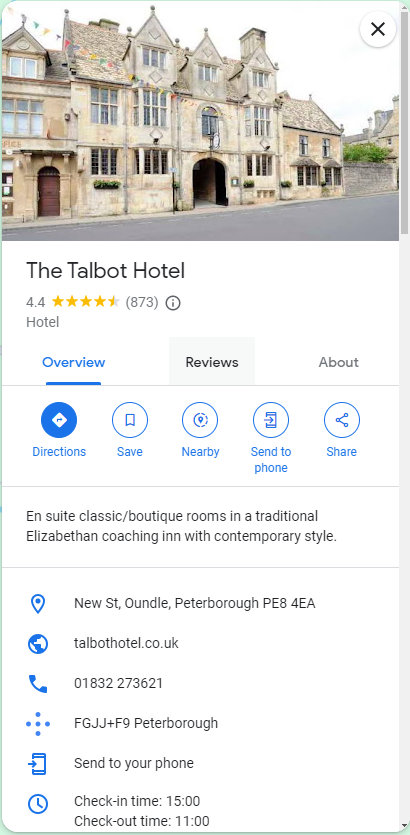 The Talbot Hotel
4.4 (873)
Hotel
Overview Reviews About
Directions Save Nearby Send to phone Share
En suite classic/boutique rooms in a traditional
Elizabethan coaching inn with contemporary style.
New St, Oundle, Peterborough PE8 4EA
talbothotel.co.uk
01832 273621
FGJJ+F9 Peterborough
Send to your phone
Check-in time: 15:00
Check-out time: 11:00